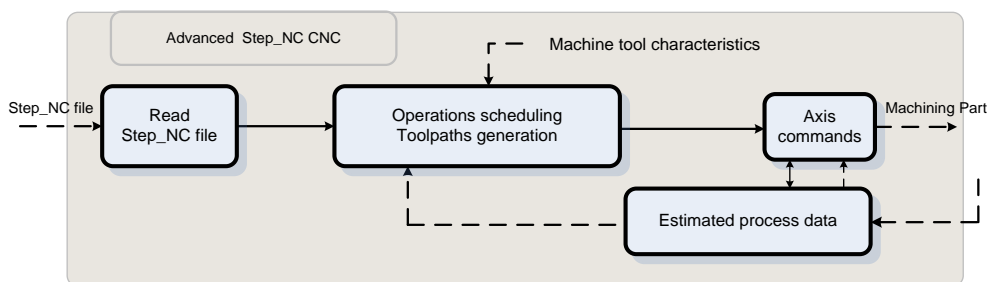 Advanced Step_NC CNC
Machine tool characteristics
Step_NC file
Read
Step_NC file
Operations scheduling
Toolpaths generation
Axis
commands
Machining Part
Estimated process data